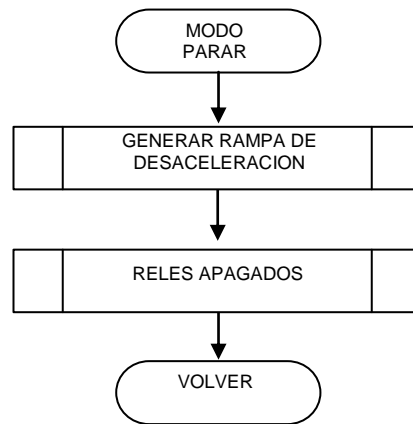 MODO
PARAR
GENERAR RAMPA DE
DESACELERACION
RELES APAGADOS
VOLVER